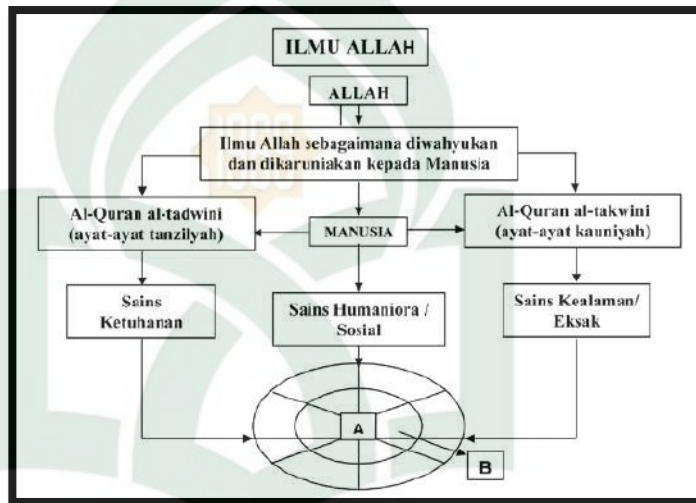 ILMU ALLAH
ALLAH
Ilmu Allah sebagaimana diwahyukan
dan dikaruniakan kepada Manusia
Al-Quran al-tadwini
(ayat-ayat tanzilyah)
MANUSIA
Al-Quran al-takwini
(ayat-ayat kauniyah)
Sains
Ketuhanan
Sains Humaniora /
Sosial
Sains Kealaman/
Eksak
A
B